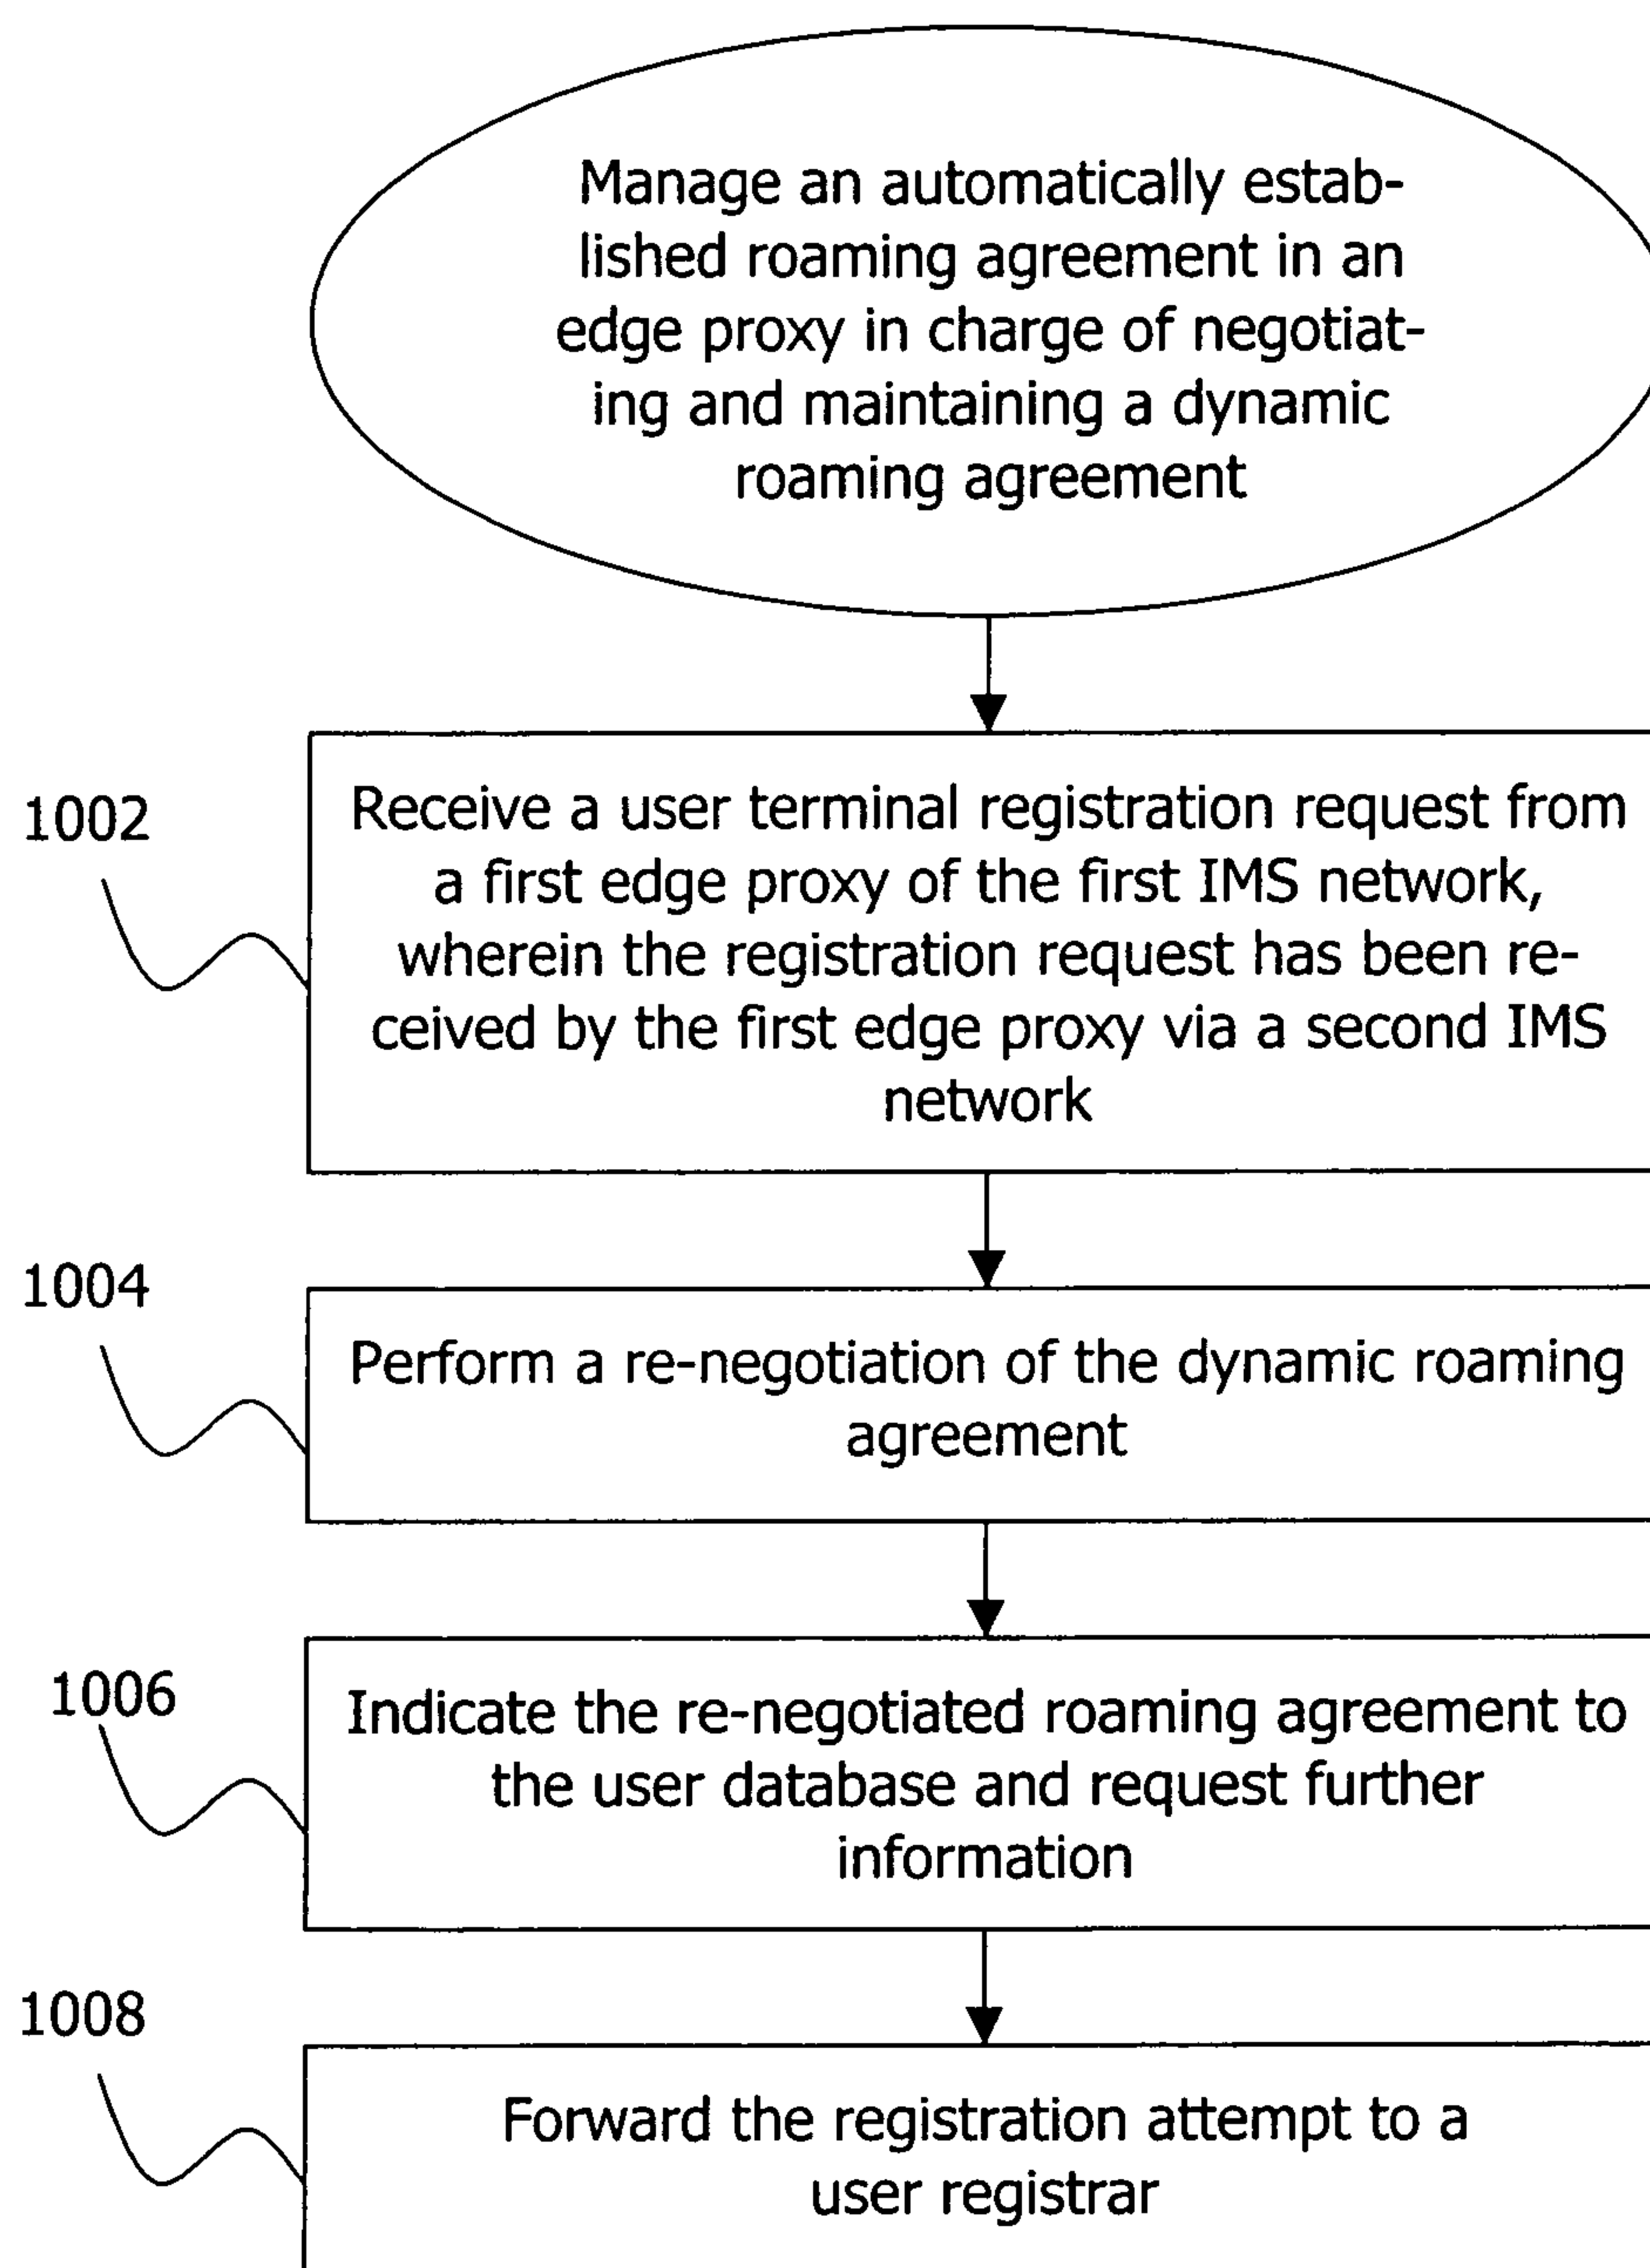 Manage an automatically estab-
lished roaming agreement in an
edge proxy in charge of negotiat-
ing and maintaining a dynamic
roaming agreement
1002
Receive a user terminal registration request from
a first edge proxy of the first IMS network,
wherein the registration request has been re-
ceived by the first edge proxy via a second IMS
network
1004
Perform a re-negotiation of the dynamic roaming
agreement
1006
Indicate the re-negotiated roaming agreement to
the user database and request further
information
1008
Forward the registration attempt to a
user registrar